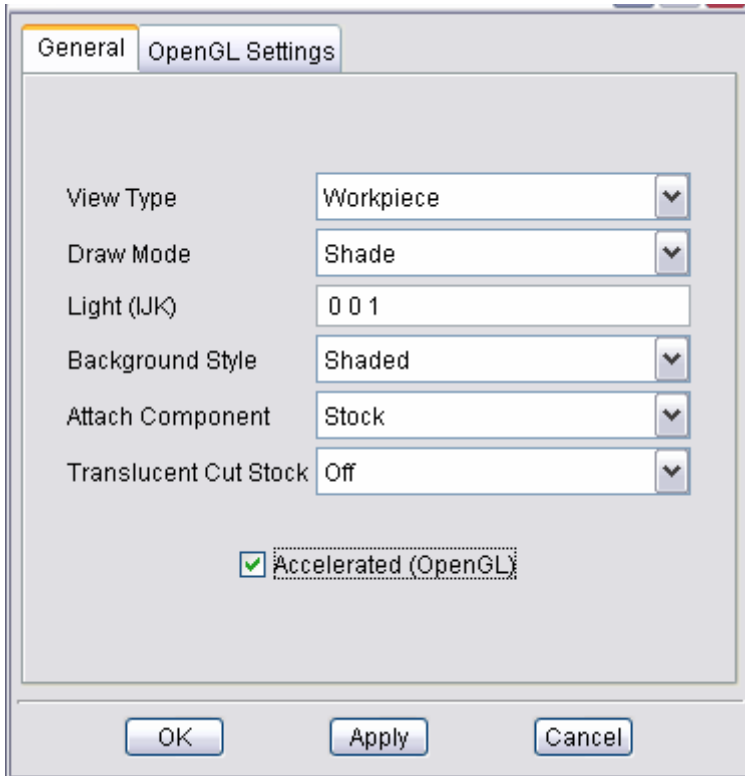 General OpenGL Settings
View Type Workpiece
Draw Mode Shade
Light (IJK) 0 0 1
Background Style Shaded
Attach Component Stock
Translucent Cut Stock Off
Accelerated (OpenGL)
OK Apply Cancel